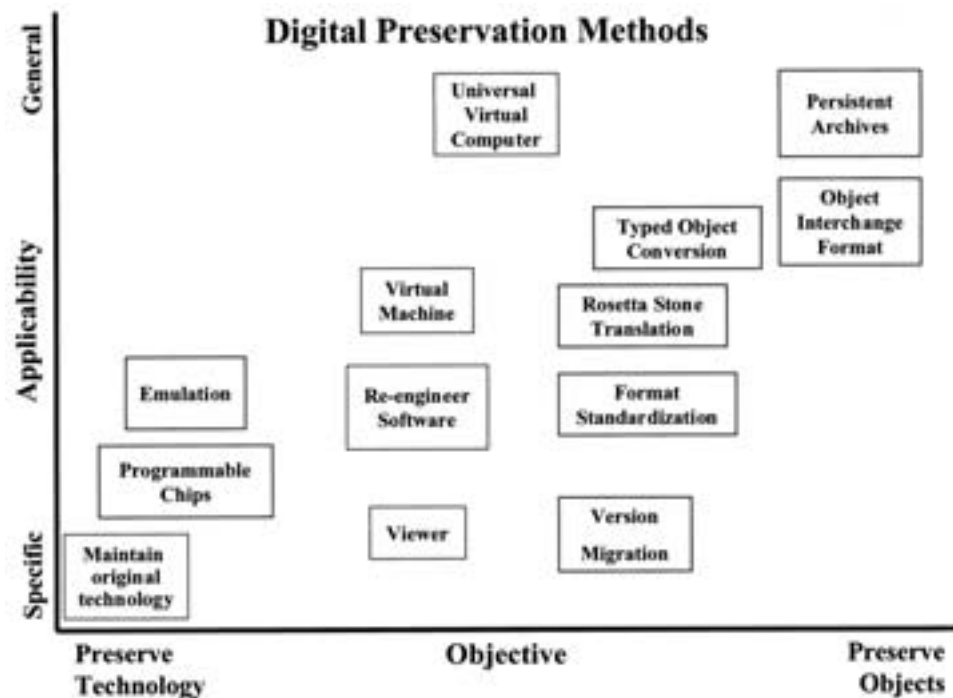 Digital Preservation Methods
General
Applicability
Specific
Universal
Virtual
Computer
Persistent
Archives
Object
Interchange
Format
Typed Object
Conversion
Virtual
Machine
Rosetta Stone
Translation
Emulation
Re-engineer
Software
Format
Standardization
Programmable
Chips
Viewer
Version
Migration
Maintain
original
technology
Preserve
Technology
Objective
Preserve
Objects